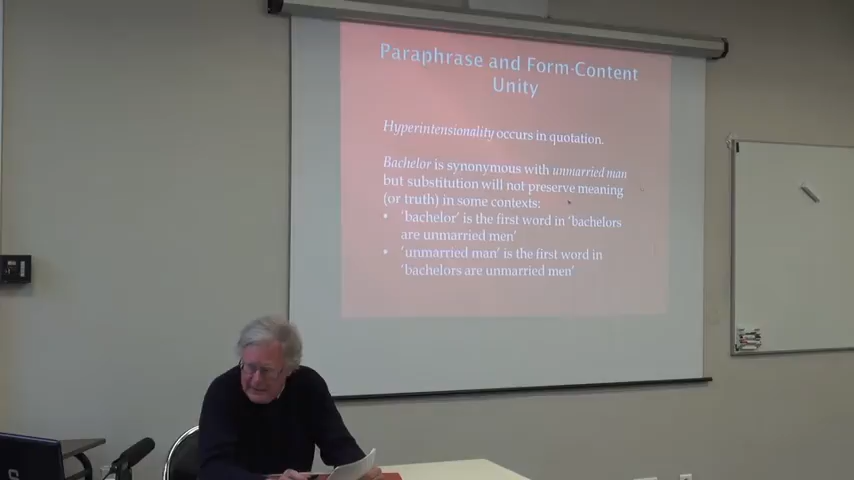 Paraphrase and Form-Content
Unity
Hyperintensionality occurs in quotation.
Bachelor is synonymous with unmarried man
but substitution will not preserve meaning
(or truth) in some contexts:
• 'bachelor' is the first word in 'bachelors
are unmarried men'
• 'unmarried man' is the first word in
'bachelors are unmarried men'